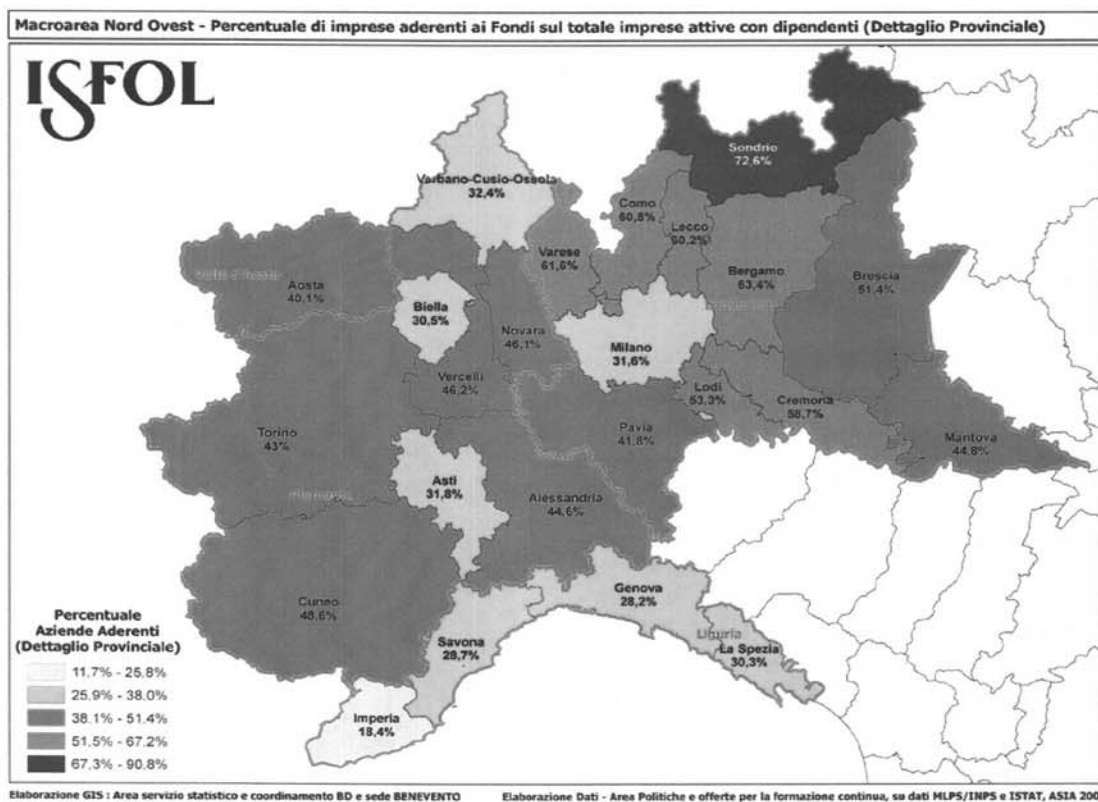 Macroarea Nord Ovest - Percentuale di imprese aderenti ai Fondi sul totale imprese attive con dipendenti (Dettaglio Provinciale)
ISFOL
Sondrio
72,6%
Verbano-Cusio-Ossola
32,4%
Como
60,8%
Lecco
60,2%
Varese
61,6%
Bergamo
63,4%
Brescia
51,4%
Aosta
40,1%
Biella
30,5%
Novara
46,1%
Milano
31,6%
Vercelli
46,2%
Lodi
53,3%
Cremona
58,7%
Torino
43%
Pavia
41,8%
Mantova
44,8%
Asti
31,8%
Alessandria
44,6%
Cuneo
48,6%
Genova
28,2%
Savona
28,7%
Liguria
La Spezia
30,3%
Imperia
18,4%
Percentuale
Aziende Aderenti
(Dettaglio Provinciale)
11.7% - 25.8%
25.9% - 38.0%
38.1% - 51.4%
51.5% - 67.2%
67.3% - 90.8%
Elaborazione GIS : Area servizio statistico e coordinamento BD e sede BENEVENTO
Elaborazione Dati - Area Politiche e offerte per la formazione continua, su dati MLPS/INPS e ISTAT, ASIA 200